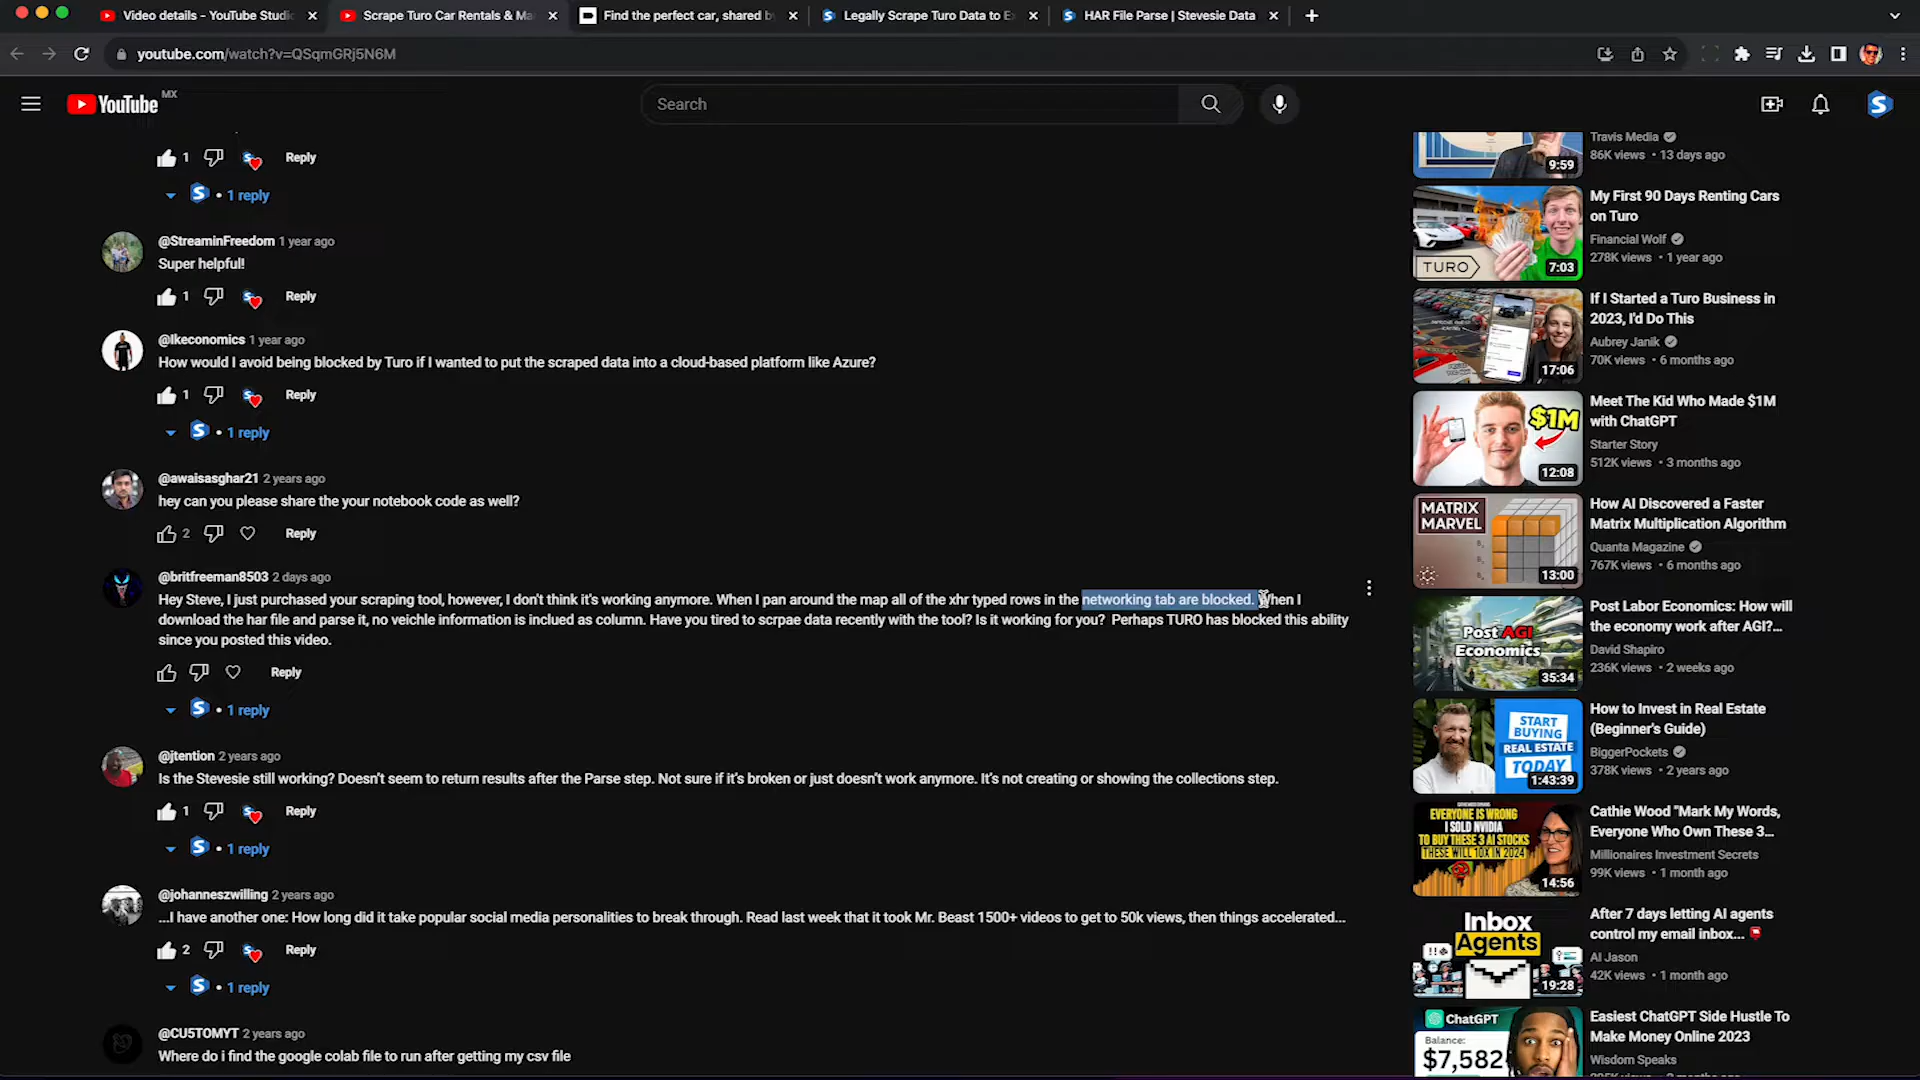 Video details - YouTube Studio
Scrape Turo Car Rentals & Ma
Find the perfect car, shared by
Legally Scrape Turo Data to Ex
HAR File Parse | Stevesie Data
youtube.com/watch?v=QSqmGRj5N6M
YouTube MX
Search
1 Reply
1 reply
@StreaminFreedom 1 year ago
Super helpful!
1 Reply
@lkeconomics 1 year ago
How would I avoid being blocked by Turo if I wanted to put the scraped data into a cloud-based platform like Azure?
1 Reply
1 reply
@awaisasghar21 2 years ago
hey can you please share the your notebook code as well?
2 Reply
@britfreeman8503 2 days ago
Hey Steve, I just purchased your scraping tool, however, I don't think it's working anymore. When I pan around the map all of the xhr typed rows in the networking tab are blocked. When I
download the har file and parse it, no veichle information is inclued as column. Have you tired to scrpae data recently with the tool? Is it working for you? Perhaps TURO has blocked this ability
since you posted this video.
Reply
1 reply
@jtention 2 years ago
Is the Stevesie still working? Doesn't seem to return results after the Parse step. Not sure if it's broken or just doesn't work anymore. It's not creating or showing the collections step.
1 Reply
1 reply
@johanneszwilling 2 years ago
...I have another one: How long did it take popular social media personalities to break through. Read last week that it took Mr. Beast 1500+ videos to get to 50k views, then things accelerated...
2 Reply
1 reply
@CU5TOMYT 2 years ago
Where do i find the google colab file to run after getting my csv file
9:59
Travis Media
86K views • 13 days ago
TURO
7:03
My First 90 Days Renting Cars
on Turo
Financial Wolf
278K views • 1 year ago
17:06
If I Started a Turo Business in
2023, I'd Do This
Aubrey Janik
70K views • 6 months ago
$1M
12:08
Meet The Kid Who Made $1M
with ChatGPT
Starter Story
512K views • 3 months ago
MATRIX
MARVEL
13:00
How AI Discovered a Faster
Matrix Multiplication Algorithm
Quanta Magazine
767K views • 6 months ago
Post AGI
Economics
35:34
Post Labor Economics: How will
the economy work after AGI?...
David Shapiro
236K views • 2 weeks ago
START
BUYING
REAL ESTATE
TODAY
1:43:39
How to Invest in Real Estate
(Beginner's Guide)
BiggerPockets
378K views • 2 years ago
EVERYONE IS WRONG
I SOLD NVIDIA
TO BUY THESE 3 AI STOCKS
THESE WILL 10X IN 2024
14:56
Cathie Wood "Mark My Words,
Everyone Who Own These 3...
Millionaires Investment Secrets
99K views • 1 month ago
Inbox
Agents
19:28
After 7 days letting AI agents
control my email inbox...
AI Jason
42K views • 1 month ago
ChatGPT
Balance:
$7,582
Easiest ChatGPT Side Hustle To
Make Money Online 2023
Wisdom Speaks